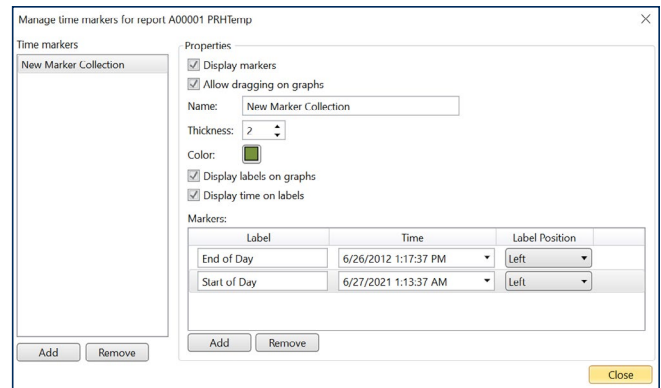 Manage time markers for report A00001 PRHTemp
Time markers
New Marker Collection
Add Remove
Properties
Display markers
Allow dragging on graphs
Name: New Marker Collection
Thickness: 2
Color:
Display labels on graphs
Display time on labels
Markers:
Label Time Label Position
End of Day 6/26/2012 1:17:37 PM Left
Start of Day 6/27/2021 1:13:37 AM Left
Add Remove
Close